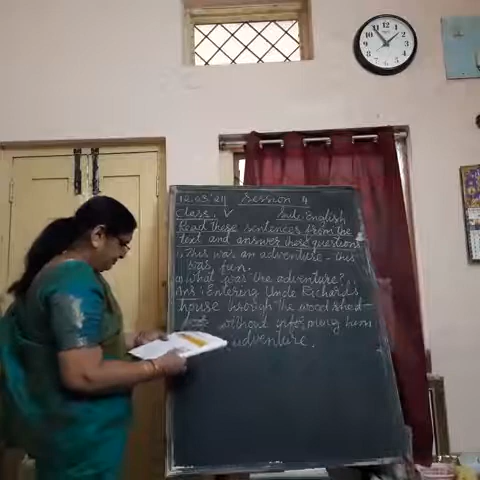 12.03.21 Session 4
Class. V Sub: English
Read these sentences from the
text and answer these questions.
1. This was an adventure - this
was fun.
a) What was the adventure?
Ans: Entering Uncle Richard's
house through the wood shed
without informing him
adventure.